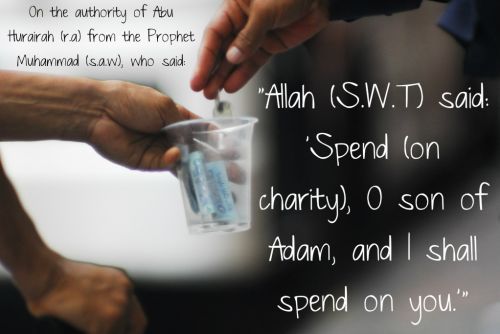 On the authority of Abu
Hurairah (r.a) from the Prophet
Muhammad (s.a.w), who said:
"Allah (S.W.T) said:
'Spend (on
charity), O son of
Adam, and I shall
spend on you.'"